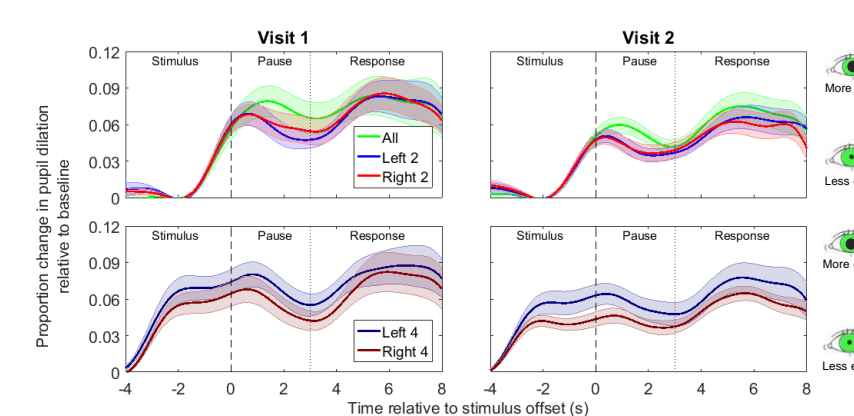 Visit 1
Visit 2
Proportion change in pupil dilation
relative to baseline
0.12
0.09
0.06
0.03
0
Stimulus
Pause
Response
All
Left 2
Right 2
Stimulus
Pause
Response
0.12
0.09
0.06
0.03
0
Stimulus
Pause
Response
Left 4
Right 4
Stimulus
Pause
Response
-4 -2 0 2 4 6 8
-4 -2 0 2 4 6 8
Time relative to stimulus offset (s)
More
Less
More
Less